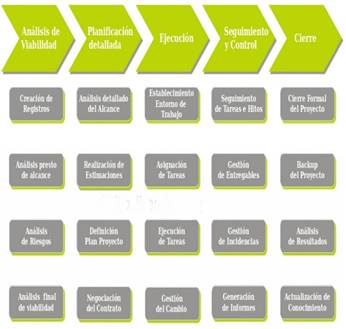 Análisis de
Viabilidad
Planificación
detallada
Ejecución
Seguimiento
y Control
Cierre
Creación de
Registros
Análisis detallado
del Alcance
Establecimiento
Entorno de
Trabajo
Seguimiento
de Tareas e Hitos
Cierre Formal
del Proyecto
Análisis presto
de alcance
Realización de
Estimaciones
Asignación
de Tareas
Gestión
de Entregables
Backup
del Proyecto
Análisis
de Riesgos
Definición
Plan Proyecto
Ejecución
de Tareas
Gestión
de Incidencias
Análisis
de Resultados
Análisis final
de viabilidad
Negociación
del Contrato
Gestión
del Cambio
Generación
de Informes
Actualización de
Conocimiento